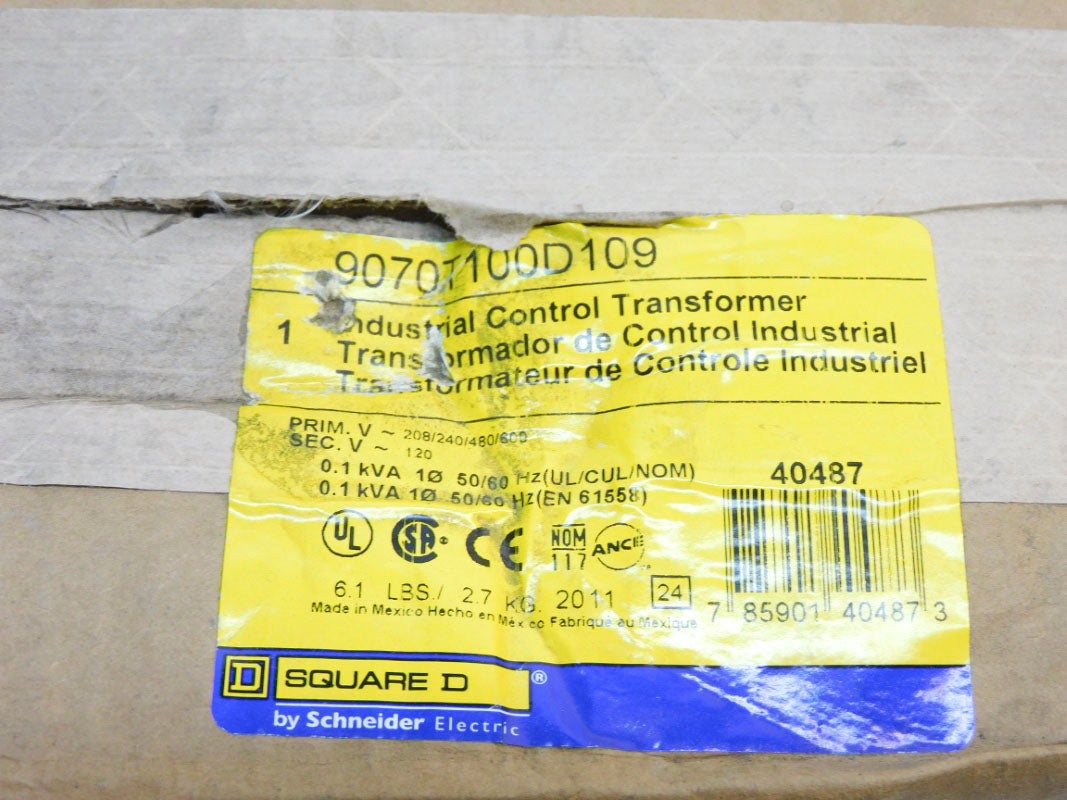 9070T100D109
1
Industrial Control Transformer
Transformador de Control Industrial
Transformateur de Controle Industriel
PRIM. V ~ 208/240/480/600
SEC. V ~ 120
0.1 kVA 1Ø 50/60 Hz(UL/CUL/NOM)
0.1 kVA 1Ø 50/60 Hz(EN 61558)
40487
UL SA® CE NOM 117 ANCE
6.1 LBS./ 2.7 KG. 2011 24
Made in Mexico Hecho en México Fabriqué au Mexique
7 85901 40487 3
D SQUARE D ®
by Schneider Electric